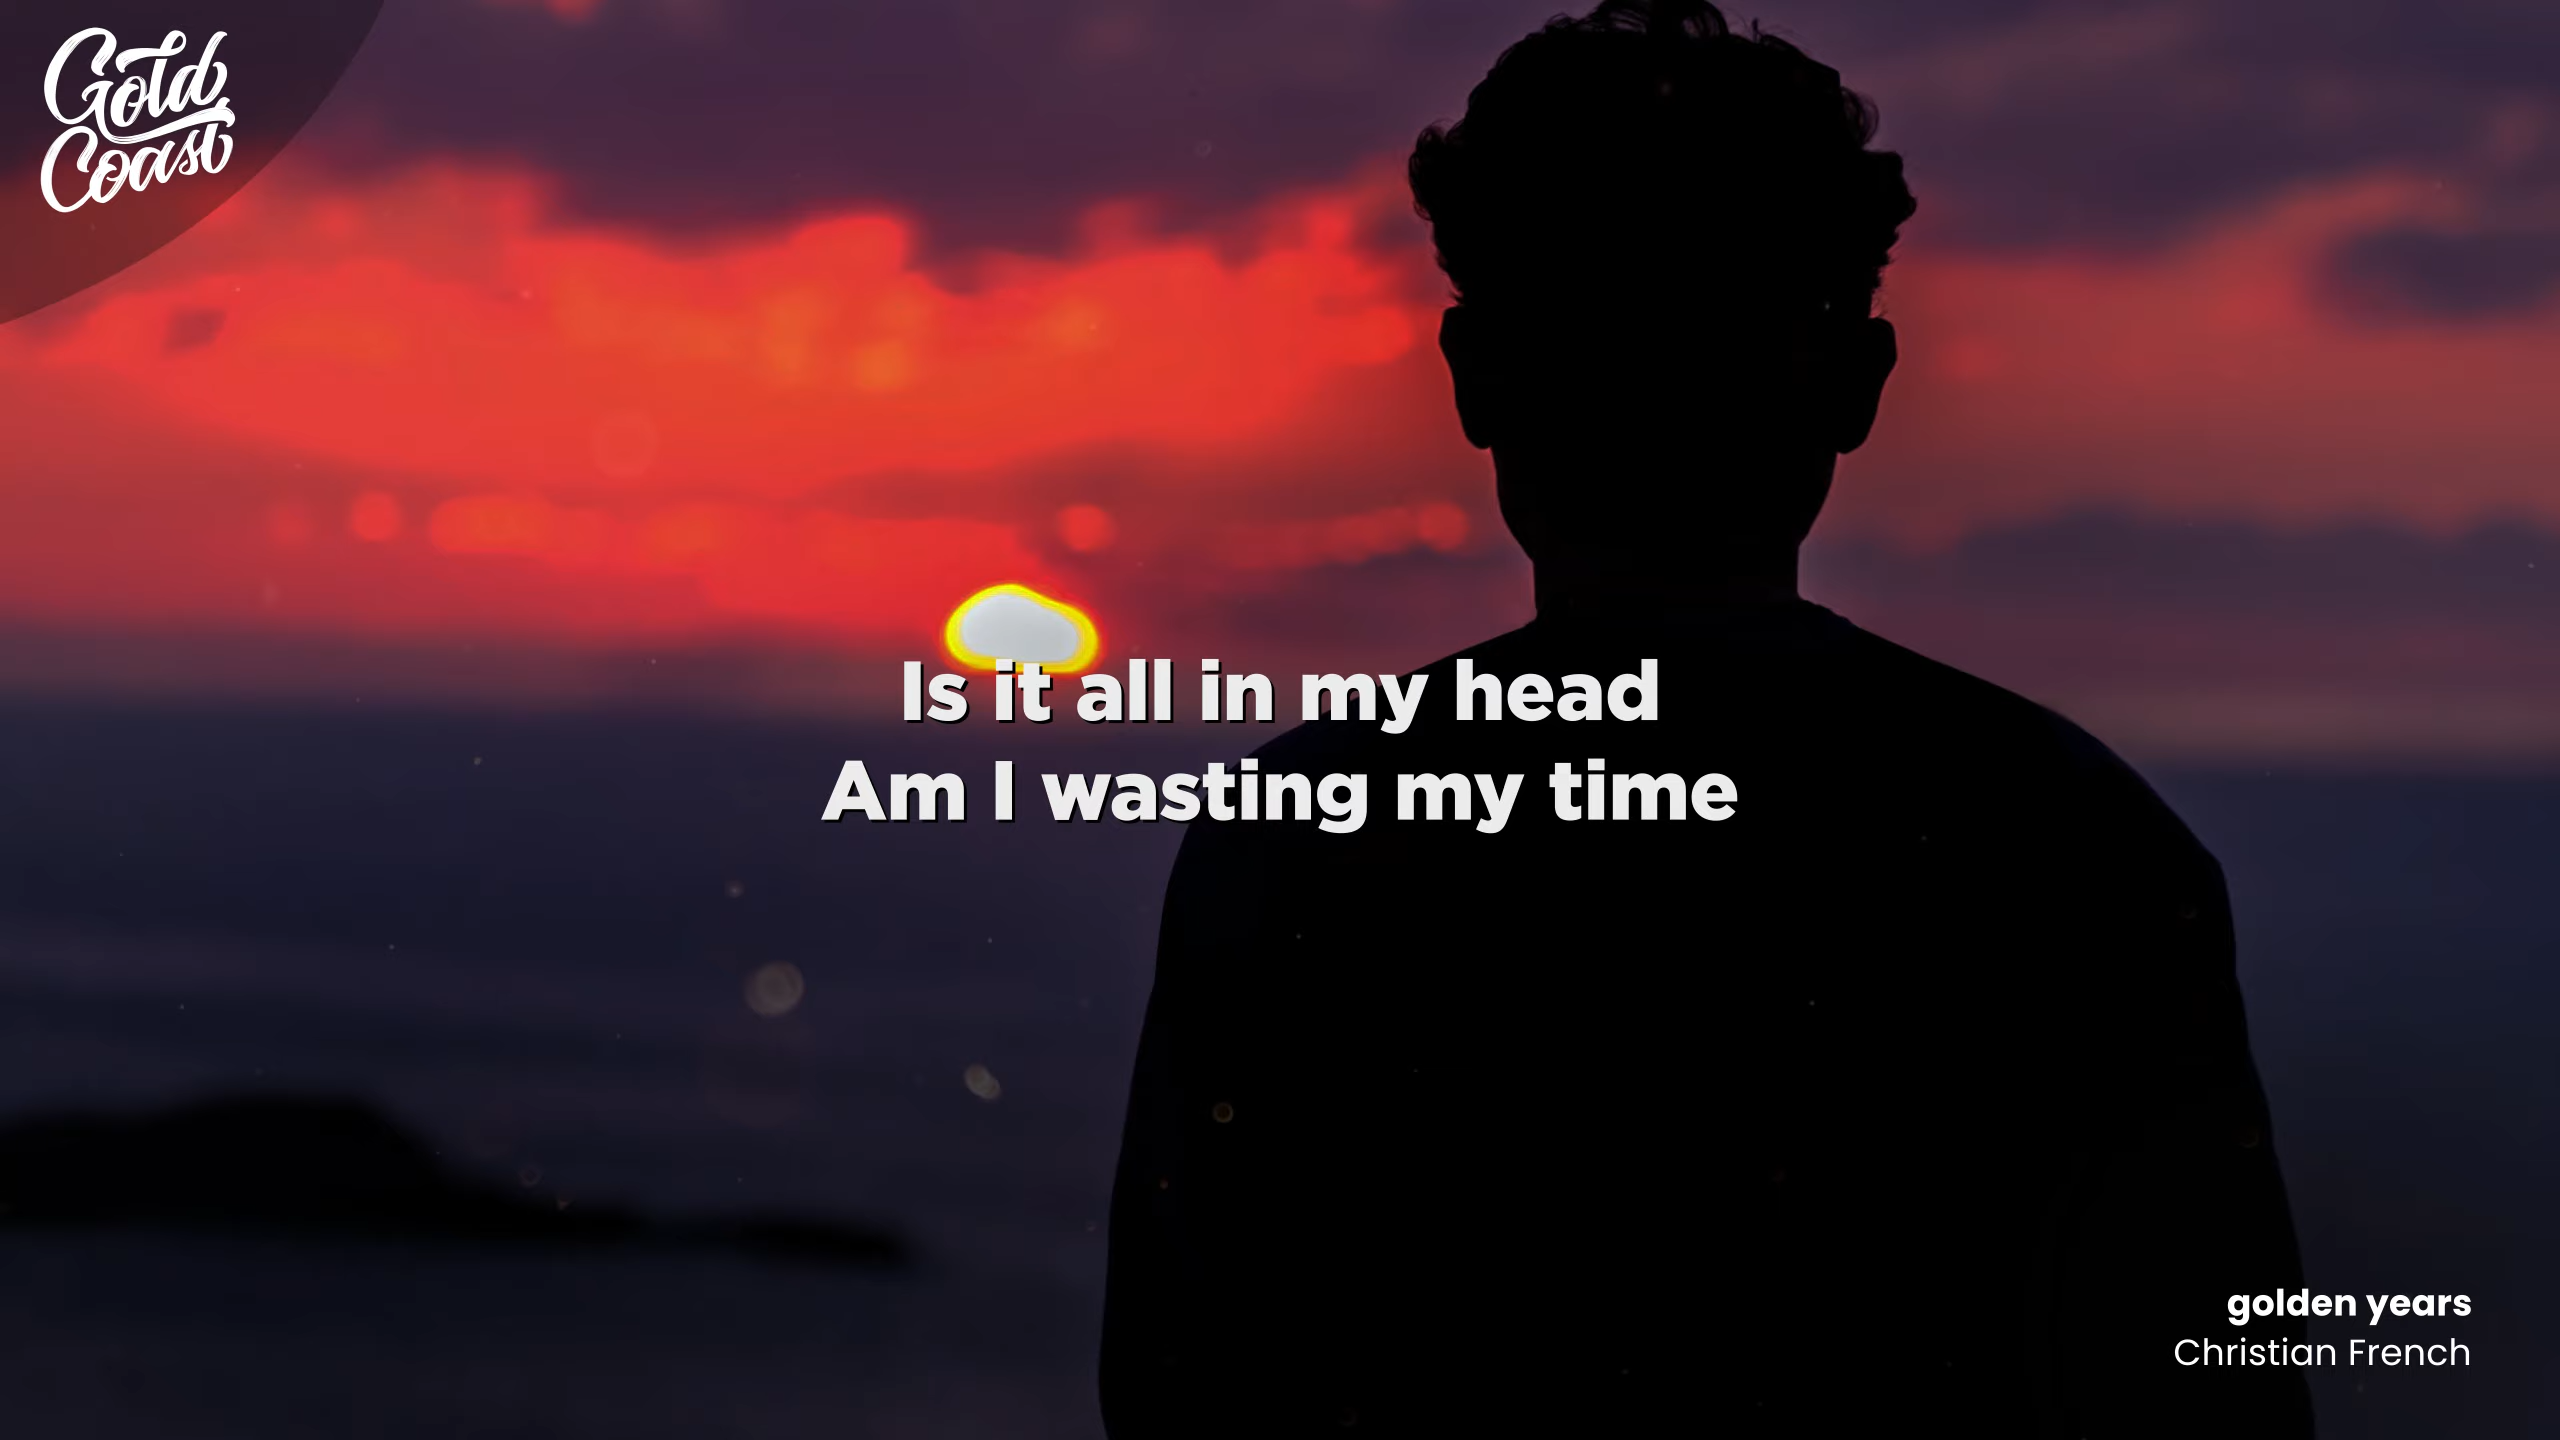 Gold
Coast
Is it all in my head
Am I wasting my time
golden years
Christian French